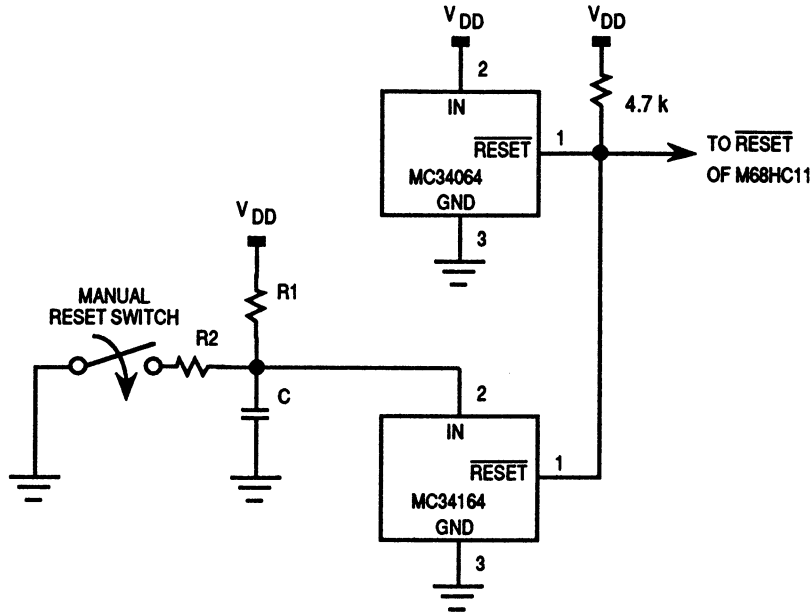 VDD
VDD
2
IN
4.7 k
RESET
1
TO RESET
OF M68HC11
MC34064
GND
3
VDD
R1
MANUAL
RESET SWITCH
R2
C
2
IN
RESET
1
MC34164
GND
3